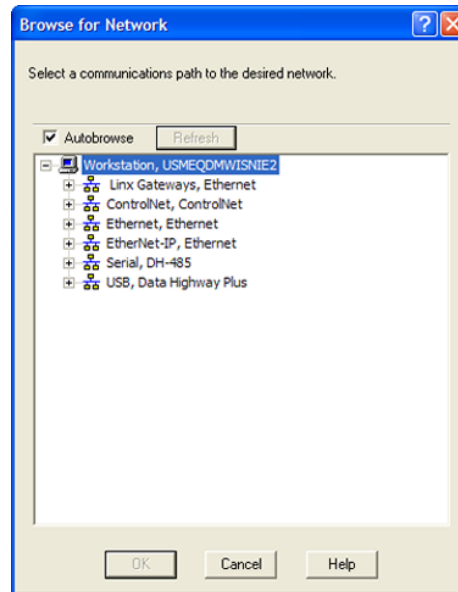 Browse for Network
Select a communications path to the desired network.
Autobrowse Refresh
Workstation, USMEQDMWISNIE2
Linx Gateways, Ethernet
ControlNet, ControlNet
Ethernet, Ethernet
EtherNet-IP, Ethernet
Serial, DH-485
USB, Data Highway Plus
OK Cancel Help